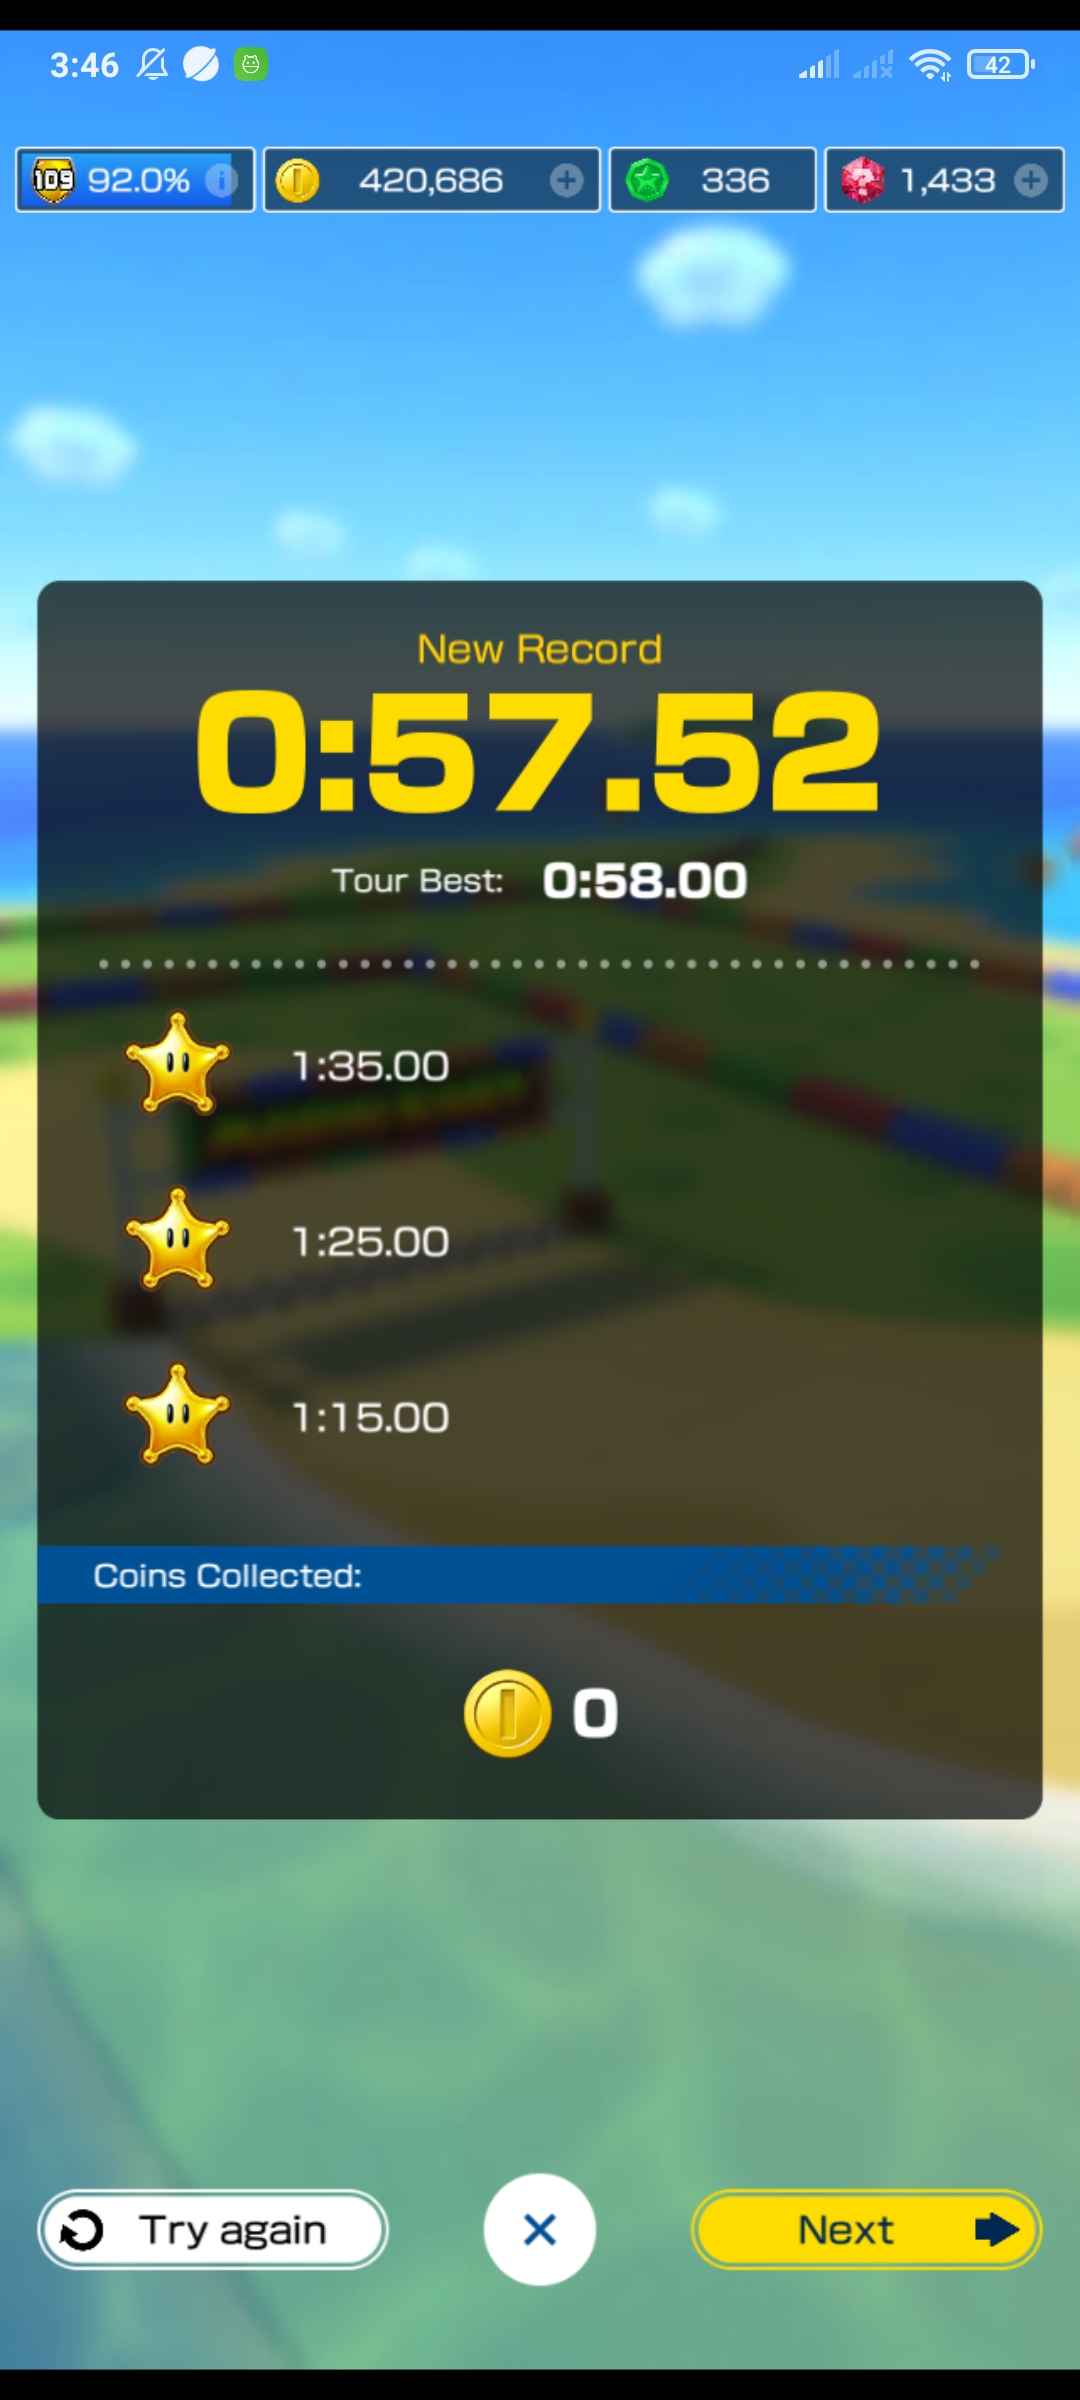 3:46
42
109 92.0% i
420,686
336
1,433
New Record
0:57.52
Tour Best: 0:58.00
1:35.00
1:25.00
1:15.00
Coins Collected:
0
Try again
Next